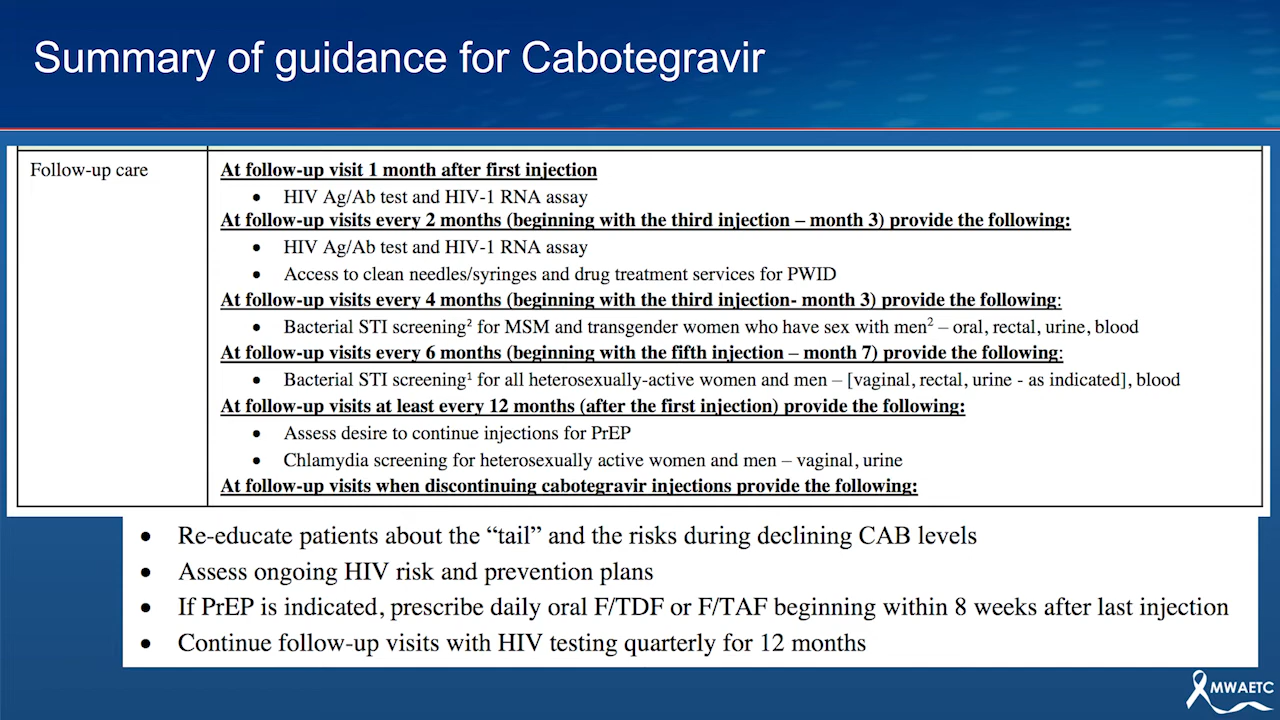 Summary of guidance for Cabotegravir
Follow-up care
At follow-up visit 1 month after first injection
• HIV Ag/Ab test and HIV-1 RNA assay
At follow-up visits every 2 months (beginning with the third injection – month 3) provide the following:
• HIV Ag/Ab test and HIV-1 RNA assay
• Access to clean needles/syringes and drug treatment services for PWID
At follow-up visits every 4 months (beginning with the third injection- month 3) provide the following:
• Bacterial STI screening² for MSM and transgender women who have sex with men² – oral, rectal, urine, blood
At follow-up visits every 6 months (beginning with the fifth injection – month 7) provide the following:
• Bacterial STI screening¹ for all heterosexually-active women and men – [vaginal, rectal, urine - as indicated], blood
At follow-up visits at least every 12 months (after the first injection) provide the following:
• Assess desire to continue injections for PrEP
• Chlamydia screening for heterosexually active women and men – vaginal, urine
At follow-up visits when discontinuing cabotegravir injections provide the following:
• Re-educate patients about the “tail” and the risks during declining CAB levels
• Assess ongoing HIV risk and prevention plans
• If PrEP is indicated, prescribe daily oral F/TDF or F/TAF beginning within 8 weeks after last injection
• Continue follow-up visits with HIV testing quarterly for 12 months
MWAETC